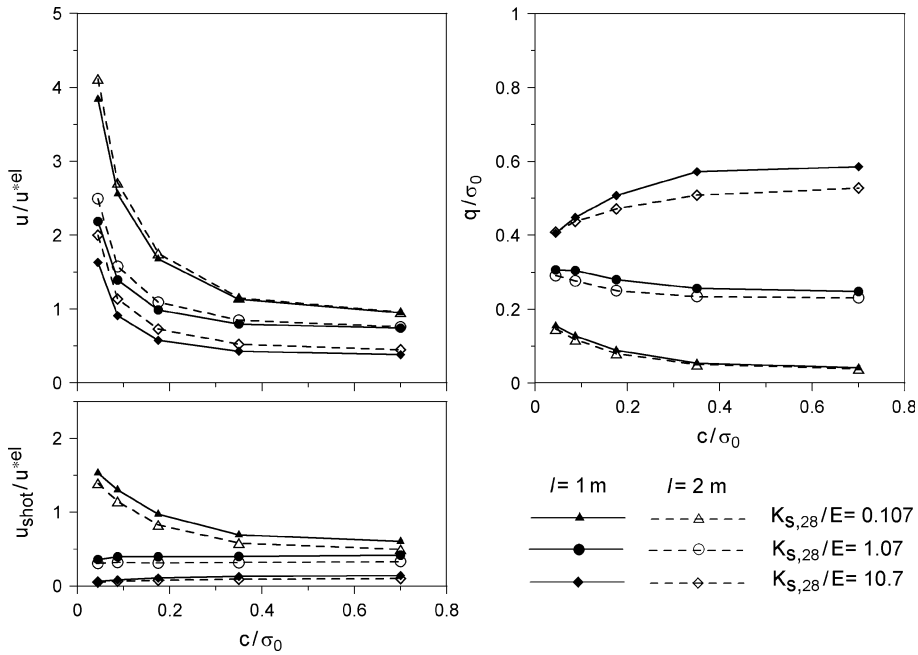 5
4
3
2
1
0
u/u*el
2
1
0
0
0.2
0.4
0.6
0.8
u_shot/u*el
c/σ₀
1
0.8
0.6
0.4
0.2
0
q/σ₀
0
0.2
0.4
0.6
0.8
c/σ₀
l = 1 m
l = 2 m
K_S,28/E= 0.107
K_S,28/E= 1.07
K_S,28/E= 10.7